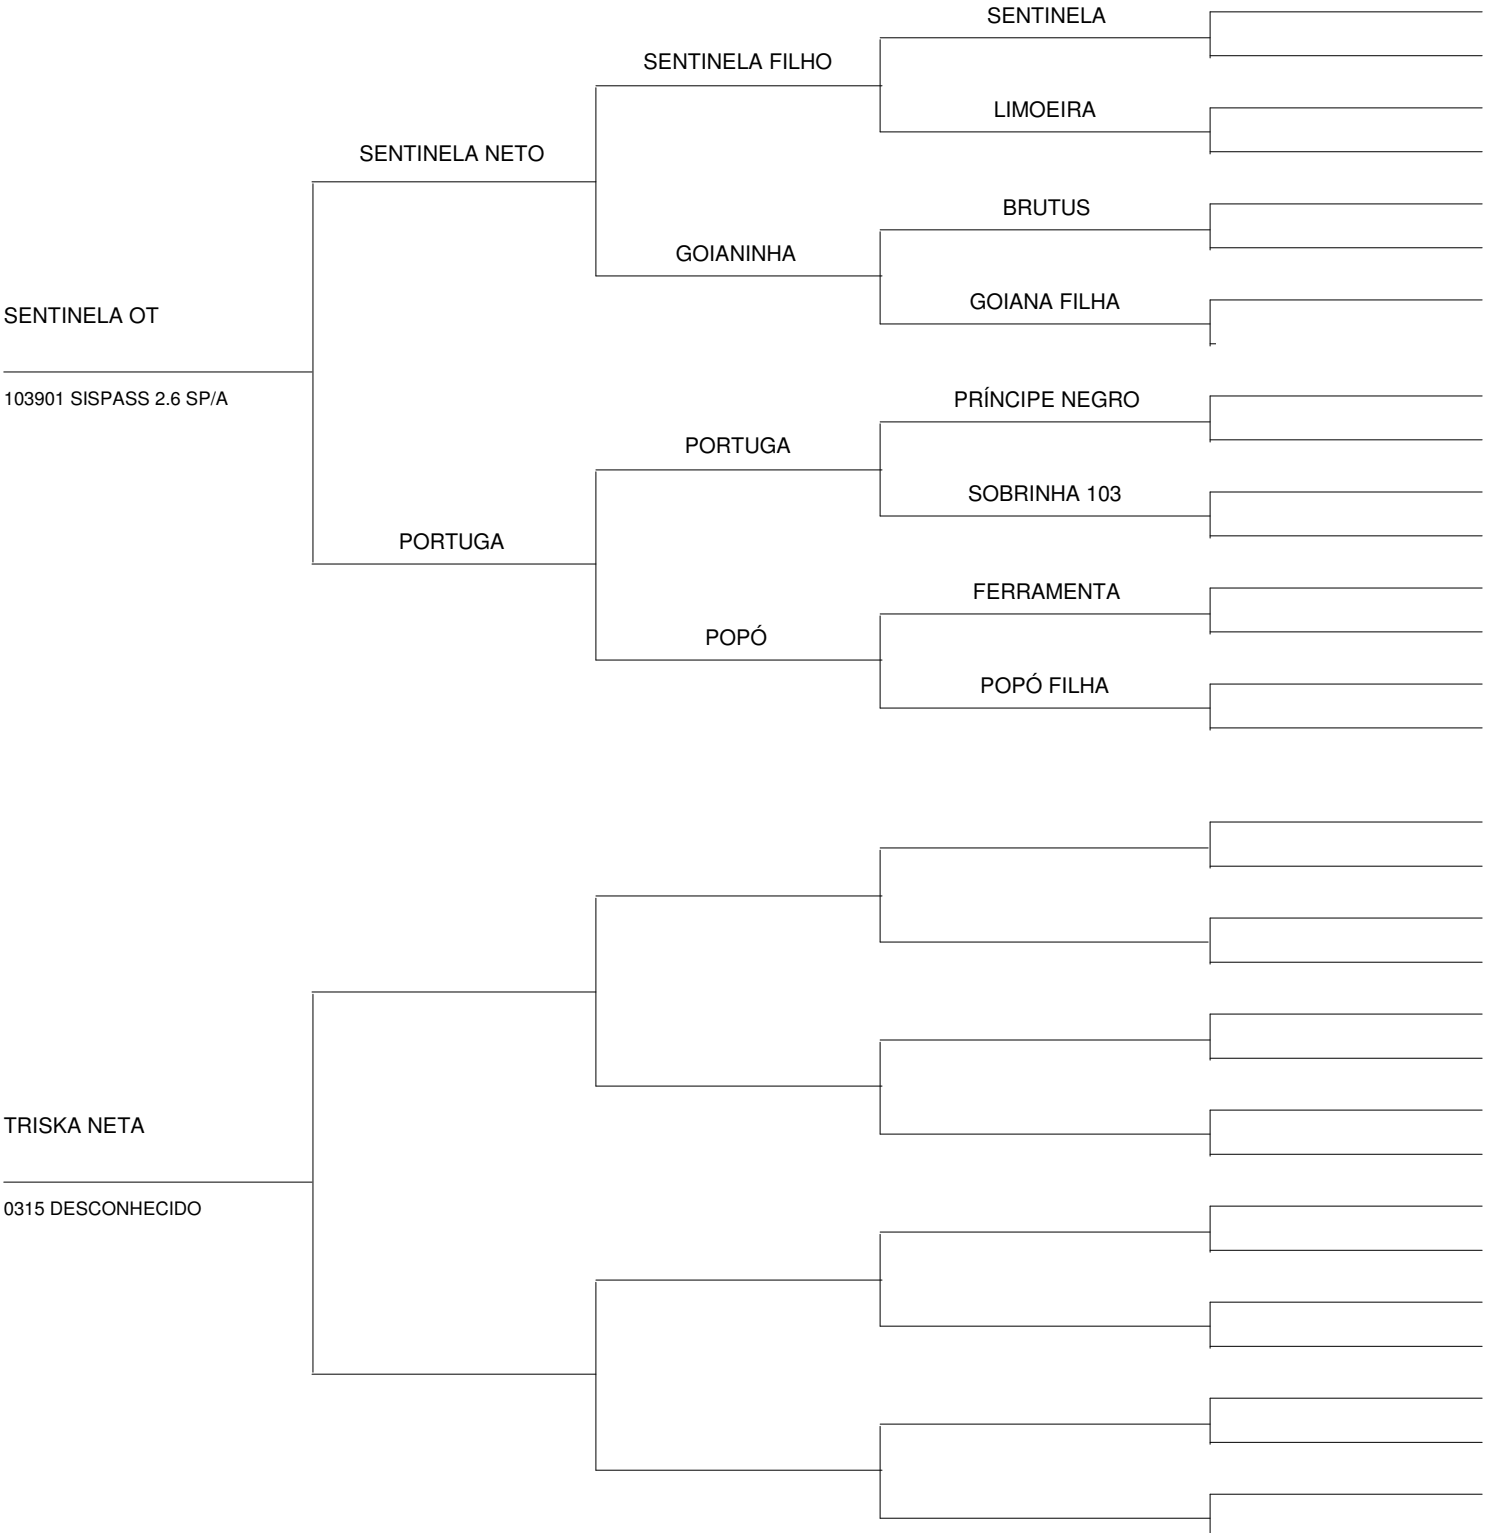 SENTINELA
SENTINELA FILHO
LIMOEIRA
SENTINELA NETO
BRUTUS
GOIANINHA
GOIANA FILHA
SENTINELA OT
103901 SISPASS 2.6 SP/A
PRÍNCIPE NEGRO
PORTUGA
SOBRINHA 103
PORTUGA
FERRAMENTA
POPÓ
POPÓ FILHA
TRISKA NETA
0315 DESCONHECIDO